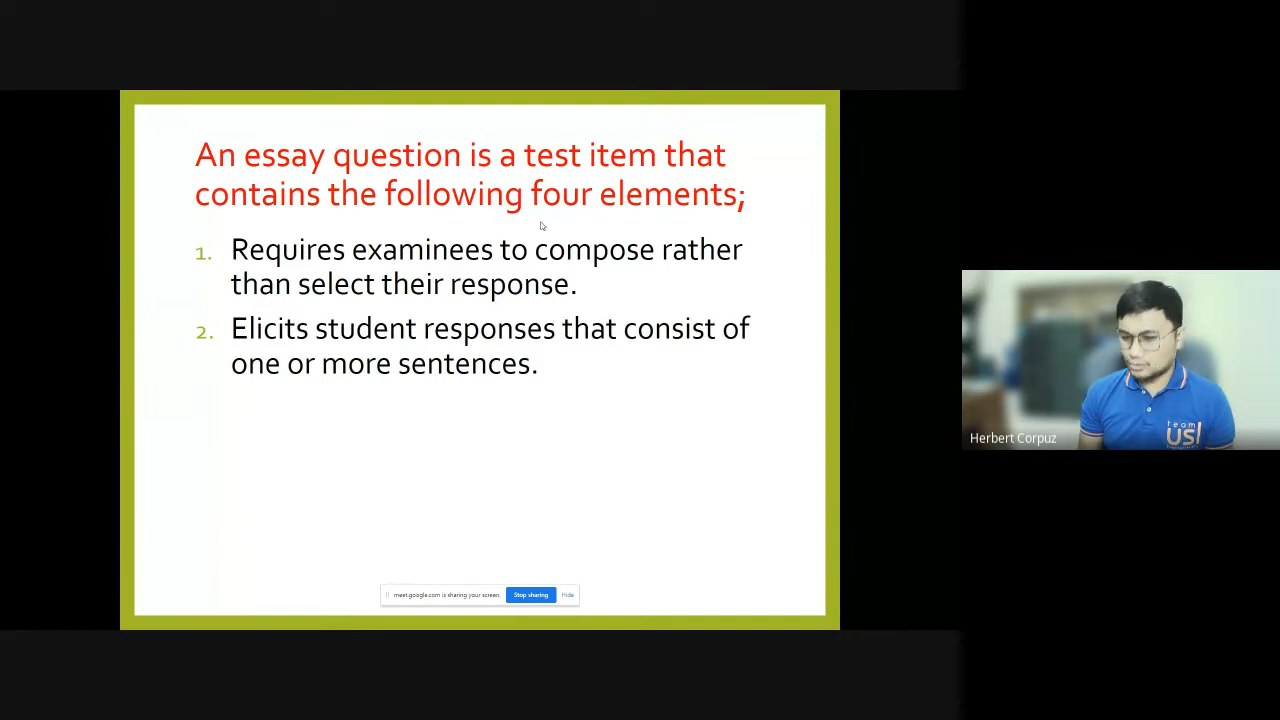 An essay question is a test item that
contains the following four elements;
1. Requires examinees to compose rather
than select their response.
2. Elicits student responses that consist of
one or more sentences.
meet.google.com is sharing your screen. Stop sharing Hide
team
US!
Herbert Corpuz